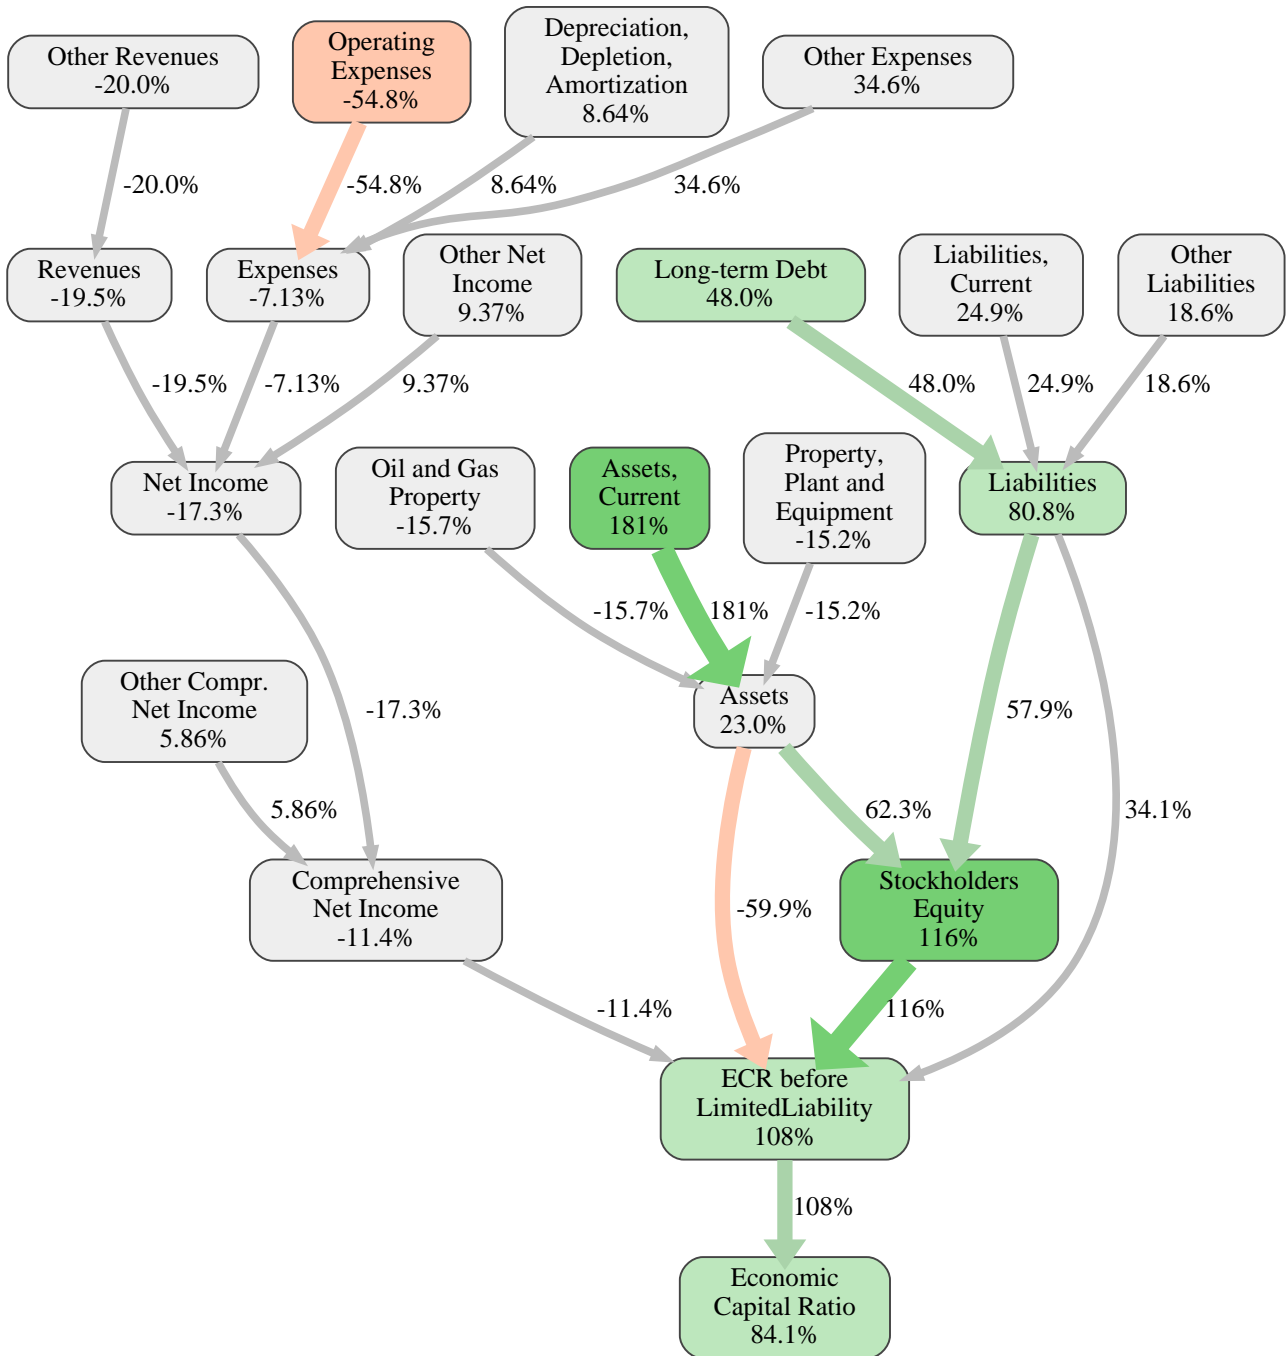 Other Revenues
-20.0%
Operating
Expenses
-54.8%
Depreciation,
Depletion,
Amortization
8.64%
Other Expenses
34.6%
-20.0%
-54.8%
8.64%
34.6%
Revenues
-19.5%
Expenses
-7.13%
Other Net
Income
9.37%
Long-term Debt
48.0%
Liabilities,
Current
24.9%
Other
Liabilities
18.6%
-19.5%
-7.13%
9.37%
48.0%
24.9%
18.6%
Net Income
-17.3%
Oil and Gas
Property
-15.7%
Assets,
Current
181%
Property,
Plant and
Equipment
-15.2%
Liabilities
80.8%
-15.7%
181%
-15.2%
Other Compr.
Net Income
5.86%
-17.3%
Assets
23.0%
57.9%
5.86%
62.3%
34.1%
Comprehensive
Net Income
-11.4%
-59.9%
Stockholders
Equity
116%
-11.4%
116%
ECR before
LimitedLiability
108%
108%
Economic
Capital Ratio
84.1%